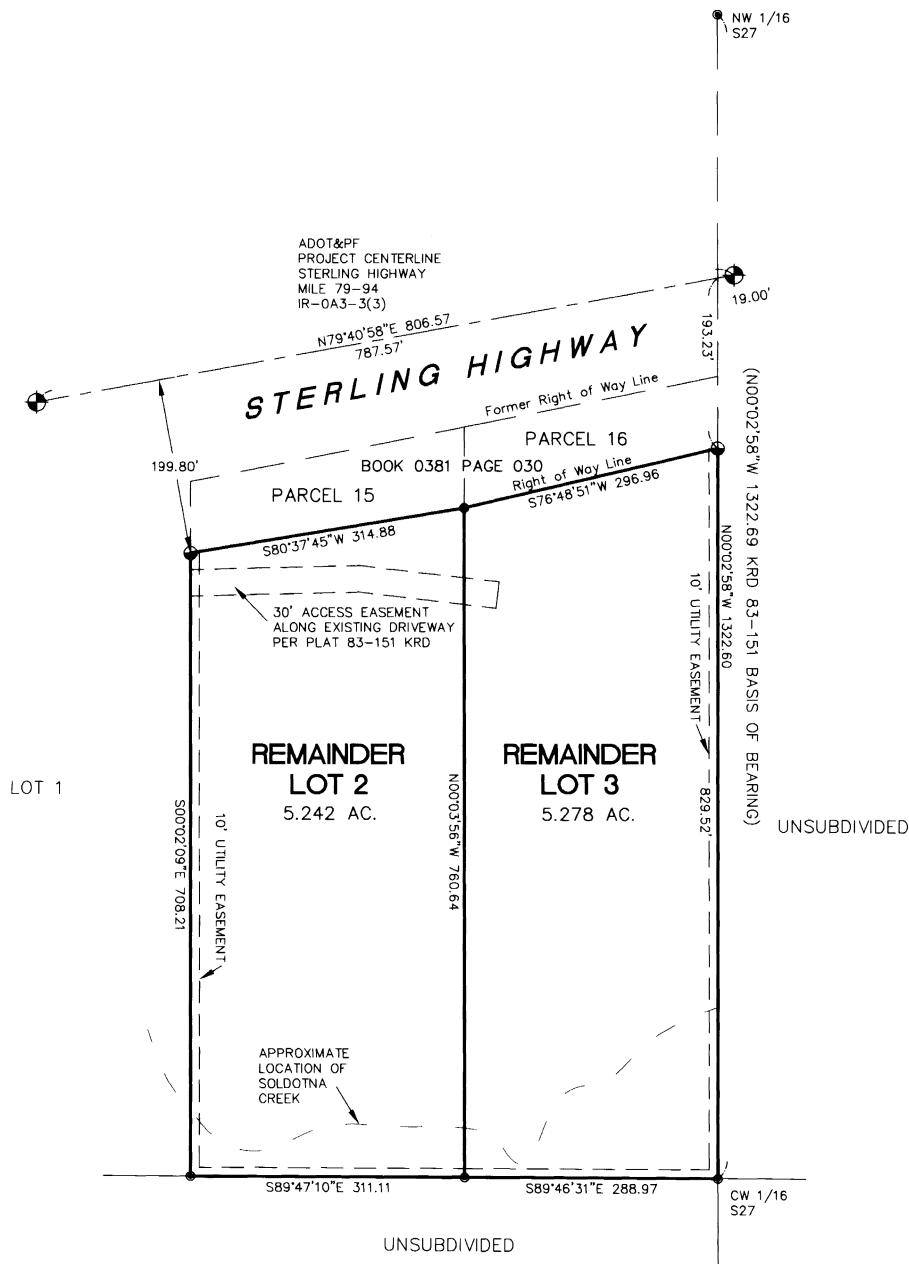 NW 1/16
S27
ADOT&PF
PROJECT CENTERLINE
STERLING HIGHWAY
MILE 79-94
IR-0A3-3(3)
N79°40'58"E 806.57
787.57'
19.00'
193.23'
STERLING HIGHWAY
Former Right of Way Line
PARCEL 16
199.80'
BOOK 0381 PAGE 030
Right of Way Line
S76°48'51"W 296.96
PARCEL 15
S80°37'45"W 314.88
(N00°02'58"W 1322.69 KRD 83-151 BASIS OF BEARING)
N00°02'58"W 1322.60
30' ACCESS EASEMENT
ALONG EXISTING DRIVEWAY
PER PLAT 83-151 KRD
10' UTILITY EASEMENT
REMAINDER
LOT 2
5.242 AC.
REMAINDER
LOT 3
5.278 AC.
LOT 1
N00°03'56"W 760.64
829.52'
UNSUBDIVIDED
S00°02'09"E 708.21
10' UTILITY EASEMENT
APPROXIMATE
LOCATION OF
SOLDOTNA
CREEK
S89°47'10"E 311.11
S89°46'31"E 288.97
CW 1/16
S27
UNSUBDIVIDED